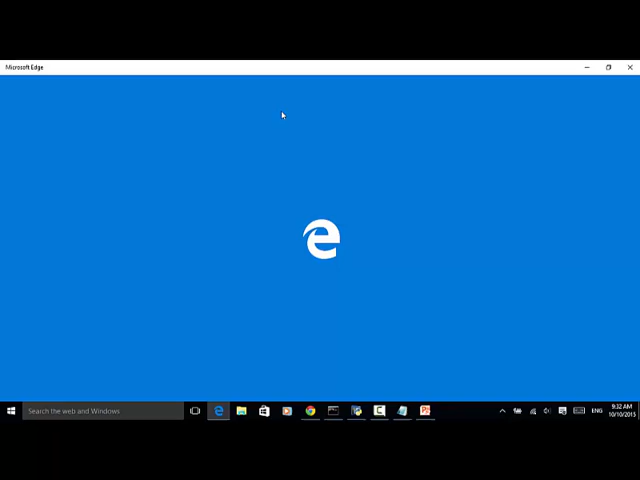 Microsoft Edge
Search the web and Windows
ENG
9:32 AM
10/10/2015